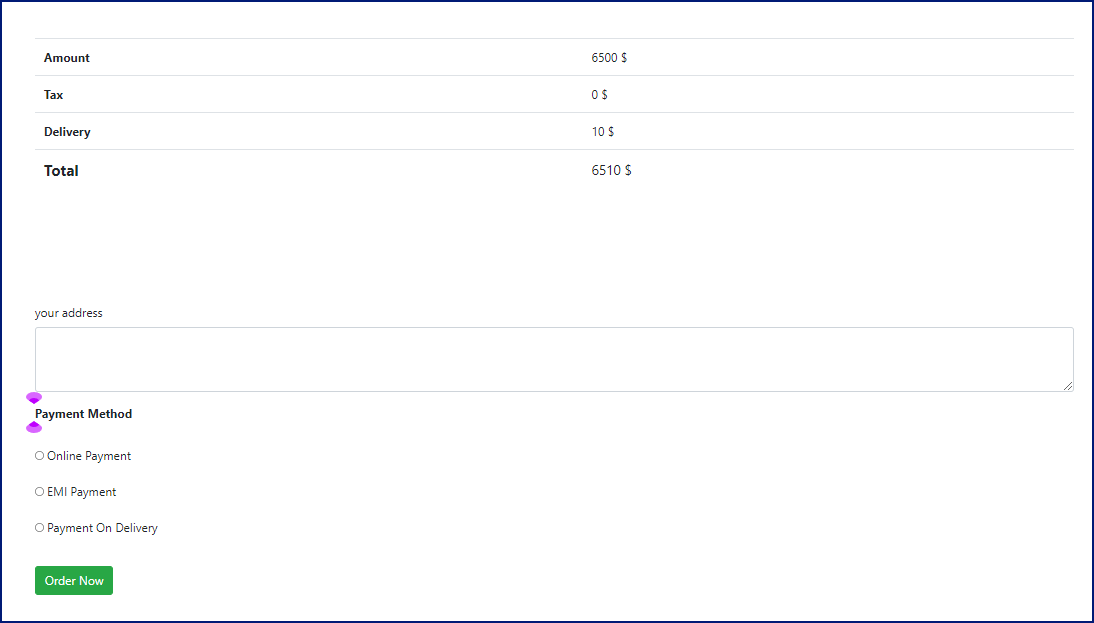 Amount 6500 $
Tax 0 $
Delivery 10 $
Total 6510 $
your address
Payment Method
Online Payment
EMI Payment
Payment On Delivery
Order Now